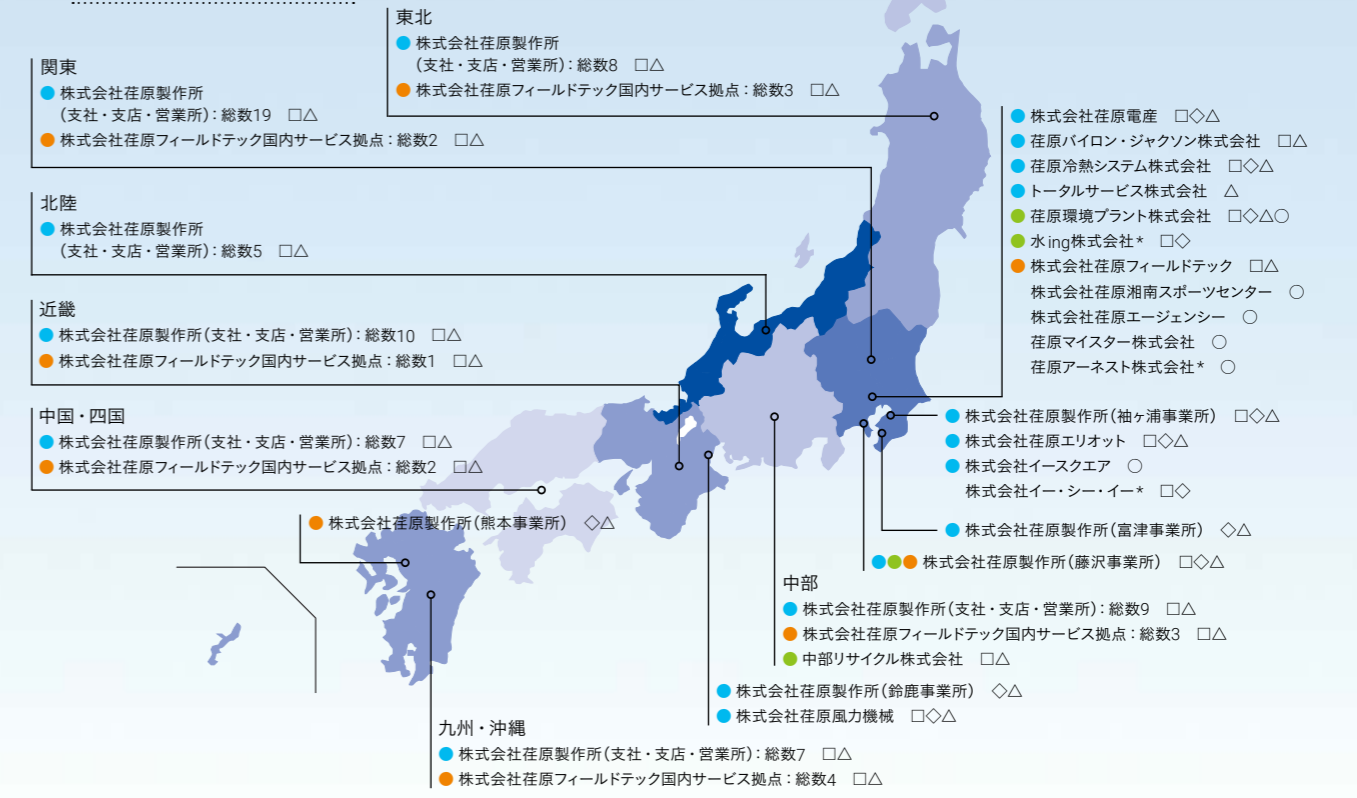 東北
●株式会社荏原製作所
(支社・支店・営業所):総数8 □△
●株式会社荏原フィールドテック国内サービス拠点:総数3 □△
関東
●株式会社荏原製作所
(支社・支店・営業所):総数19 □△
●株式会社荏原フィールドテック国内サービス拠点:総数2 □△
北陸
●株式会社荏原製作所
(支社・支店・営業所):総数5 □△
近畿
●株式会社荏原製作所(支社・支店・営業所):総数10 □△
●株式会社荏原フィールドテック国内サービス拠点:総数1 □△
中国・四国
●株式会社荏原製作所(支社・支店・営業所):総数7 □△
●株式会社荏原フィールドテック国内サービス拠点:総数2 □△
●株式会社荏原製作所(熊本事業所) ◇△
●株式会社荏原電産 □◇△
●荏原バイロン・ジャクソン株式会社 □△
●荏原冷熱システム株式会社 □◇△
●トータルサービス株式会社 △
●荏原環境プラント株式会社 □◇△○
●水ing株式会社* □◇
●株式会社荏原フィールドテック □△
株式会社荏原湘南スポーツセンター ○
株式会社荏原エージェンシー ○
荏原マイスター株式会社 ○
荏原アーネスト株式会社* ○
●株式会社荏原製作所(袖ヶ浦事業所) □◇△
●株式会社荏原エリオット □◇△
●株式会社イースクエア ○
株式会社イー・シー・イー* □◇
●株式会社荏原製作所(富津事業所) ◇△
●●●株式会社荏原製作所(藤沢事業所) □◇△
中部
●株式会社荏原製作所(支社・支店・営業所):総数9 □△
●株式会社荏原フィールドテック国内サービス拠点:総数3 □△
●中部リサイクル株式会社 □△
●株式会社荏原製作所(鈴鹿事業所) ◇△
●株式会社荏原風力機械 □◇△
九州・沖縄
●株式会社荏原製作所(支社・支店・営業所):総数7 □△
●株式会社荏原フィールドテック国内サービス拠点:総数4 □△